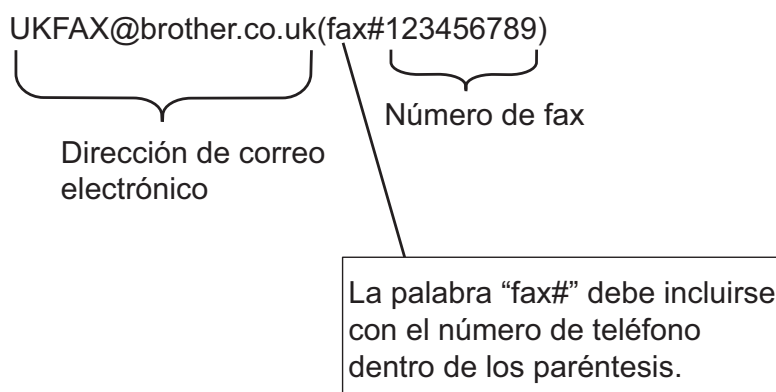 UKFAX@brother.co.uk(fax#123456789)
Número de fax
Dirección de correo
electrónico
La palabra “fax#” debe incluirse
con el número de teléfono
dentro de los paréntesis.